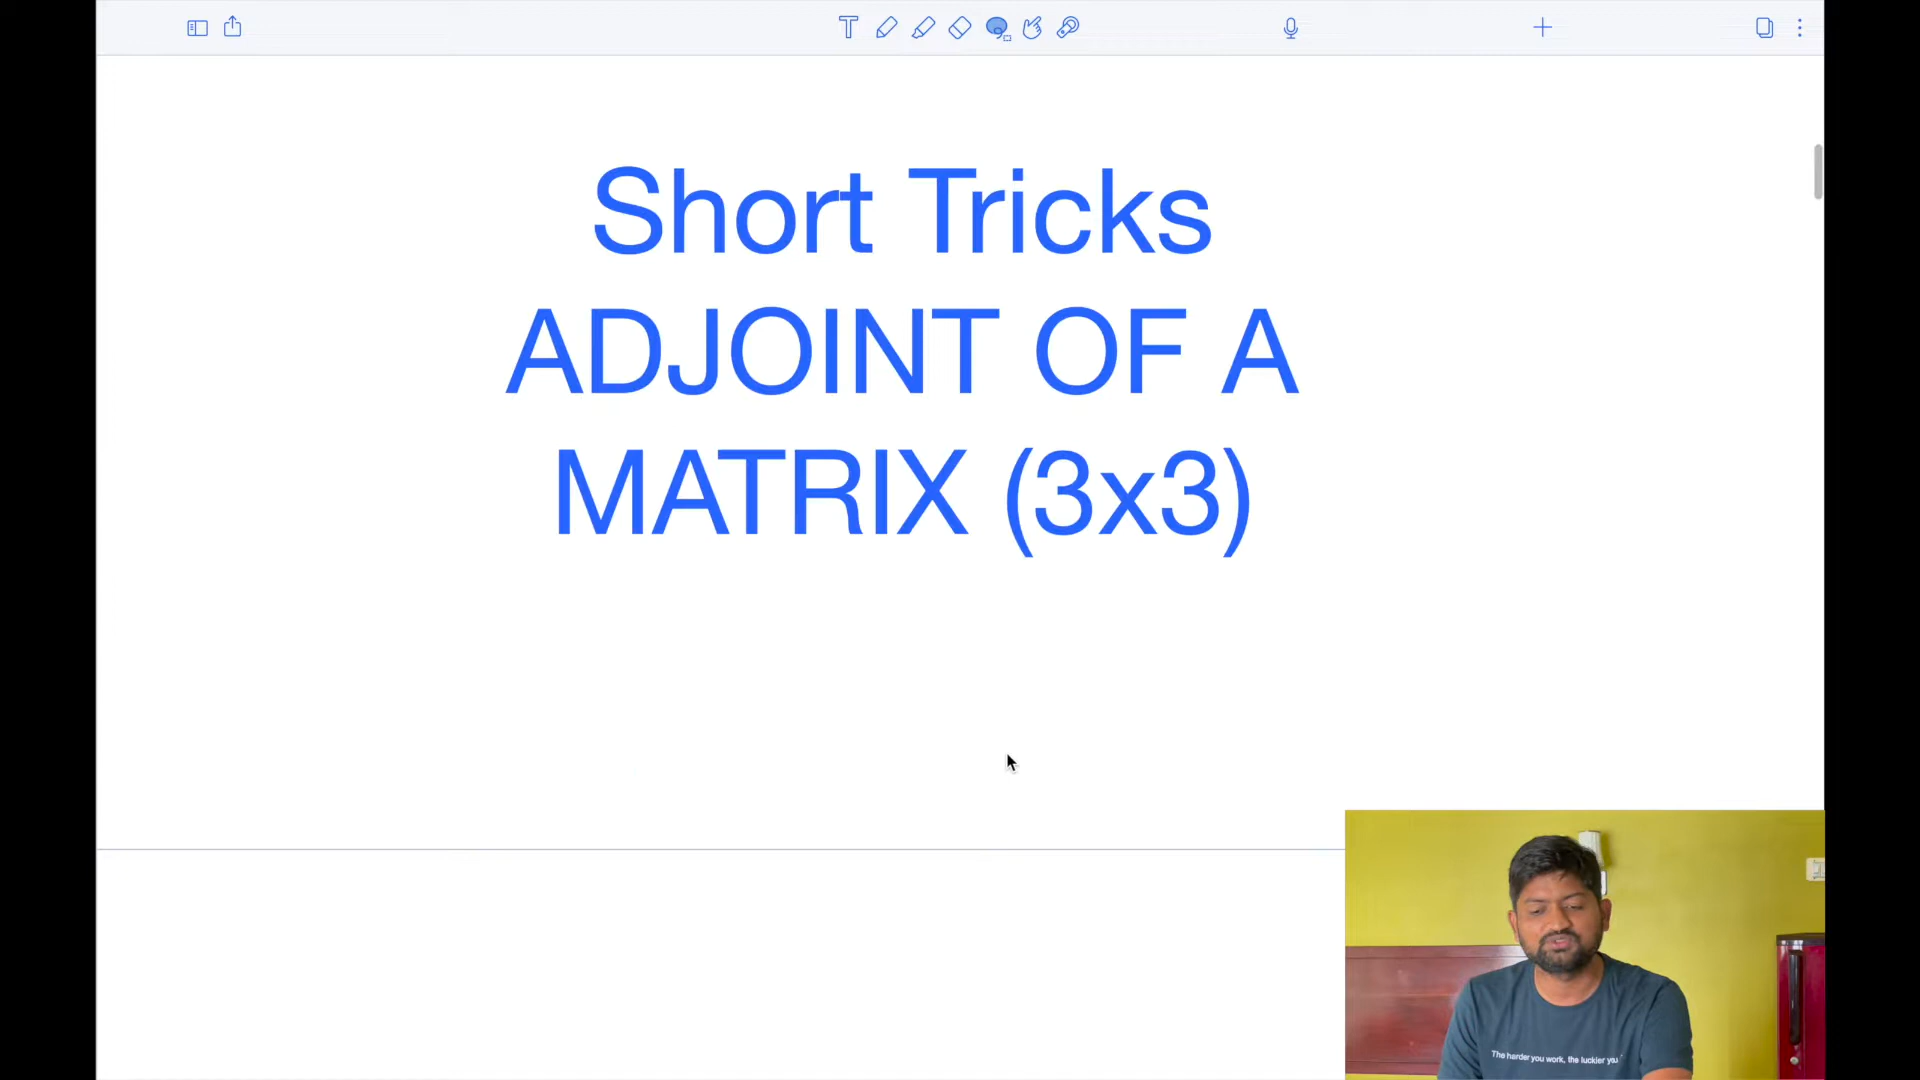 Short Tricks
ADJOINT OF A
MATRIX (3x3)
The harder you work, the luckier you